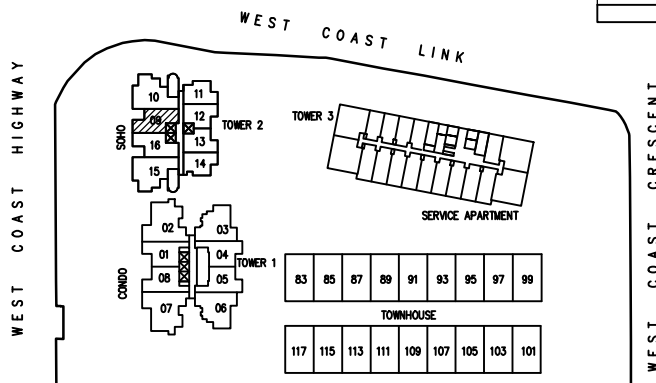 WEST COAST LINK
WEST COAST HIGHWAY
WEST COAST CRESCENT
10
11
09
12
TOWER 2
SOHO
16
13
15
14
TOWER 3
SERVICE APARTMENT
02
03
01
04
TOWER 1
CONDO
08
05
07
06
83 85 87 89 91 93 95 97 99
TOWNHOUSE
117 115 113 111 109 107 105 103 101